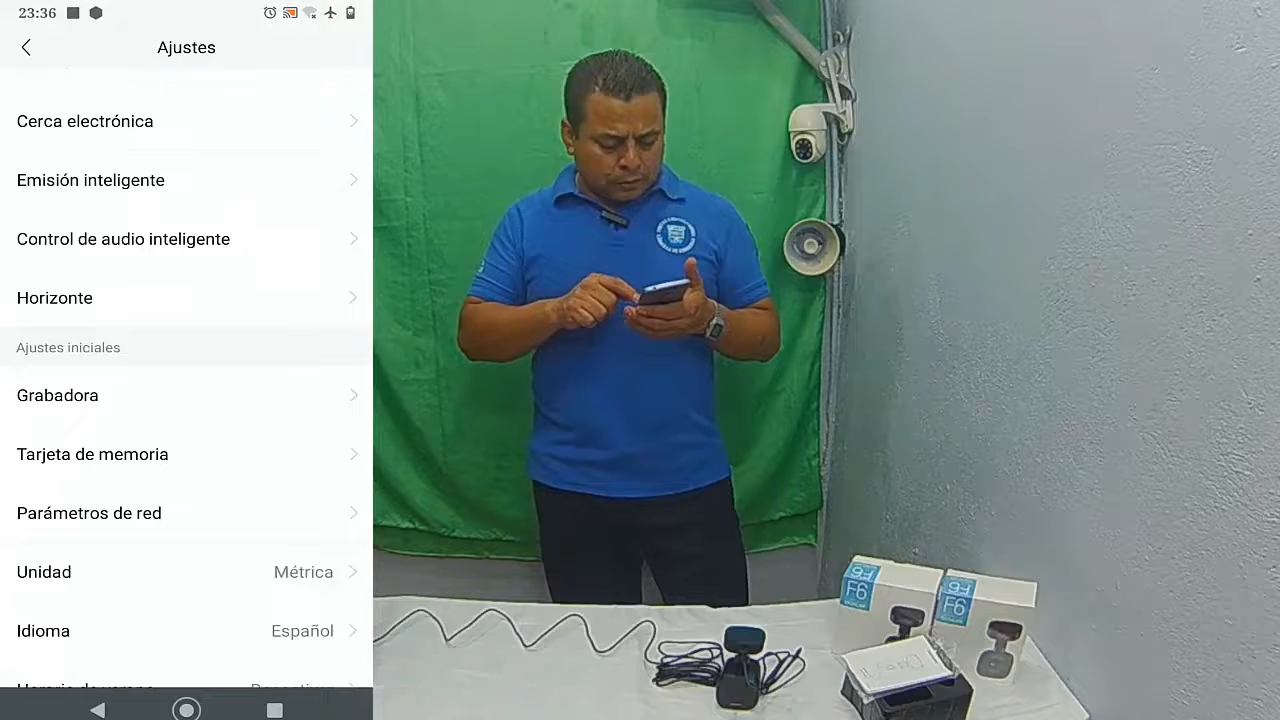 23:36
Ajustes
Cerca electrónica
Emisión inteligente
Control de audio inteligente
Horizonte
Ajustes iniciales
Grabadora
Tarjeta de memoria
Parámetros de red
Unidad Métrica
Idioma Español
F6
F6